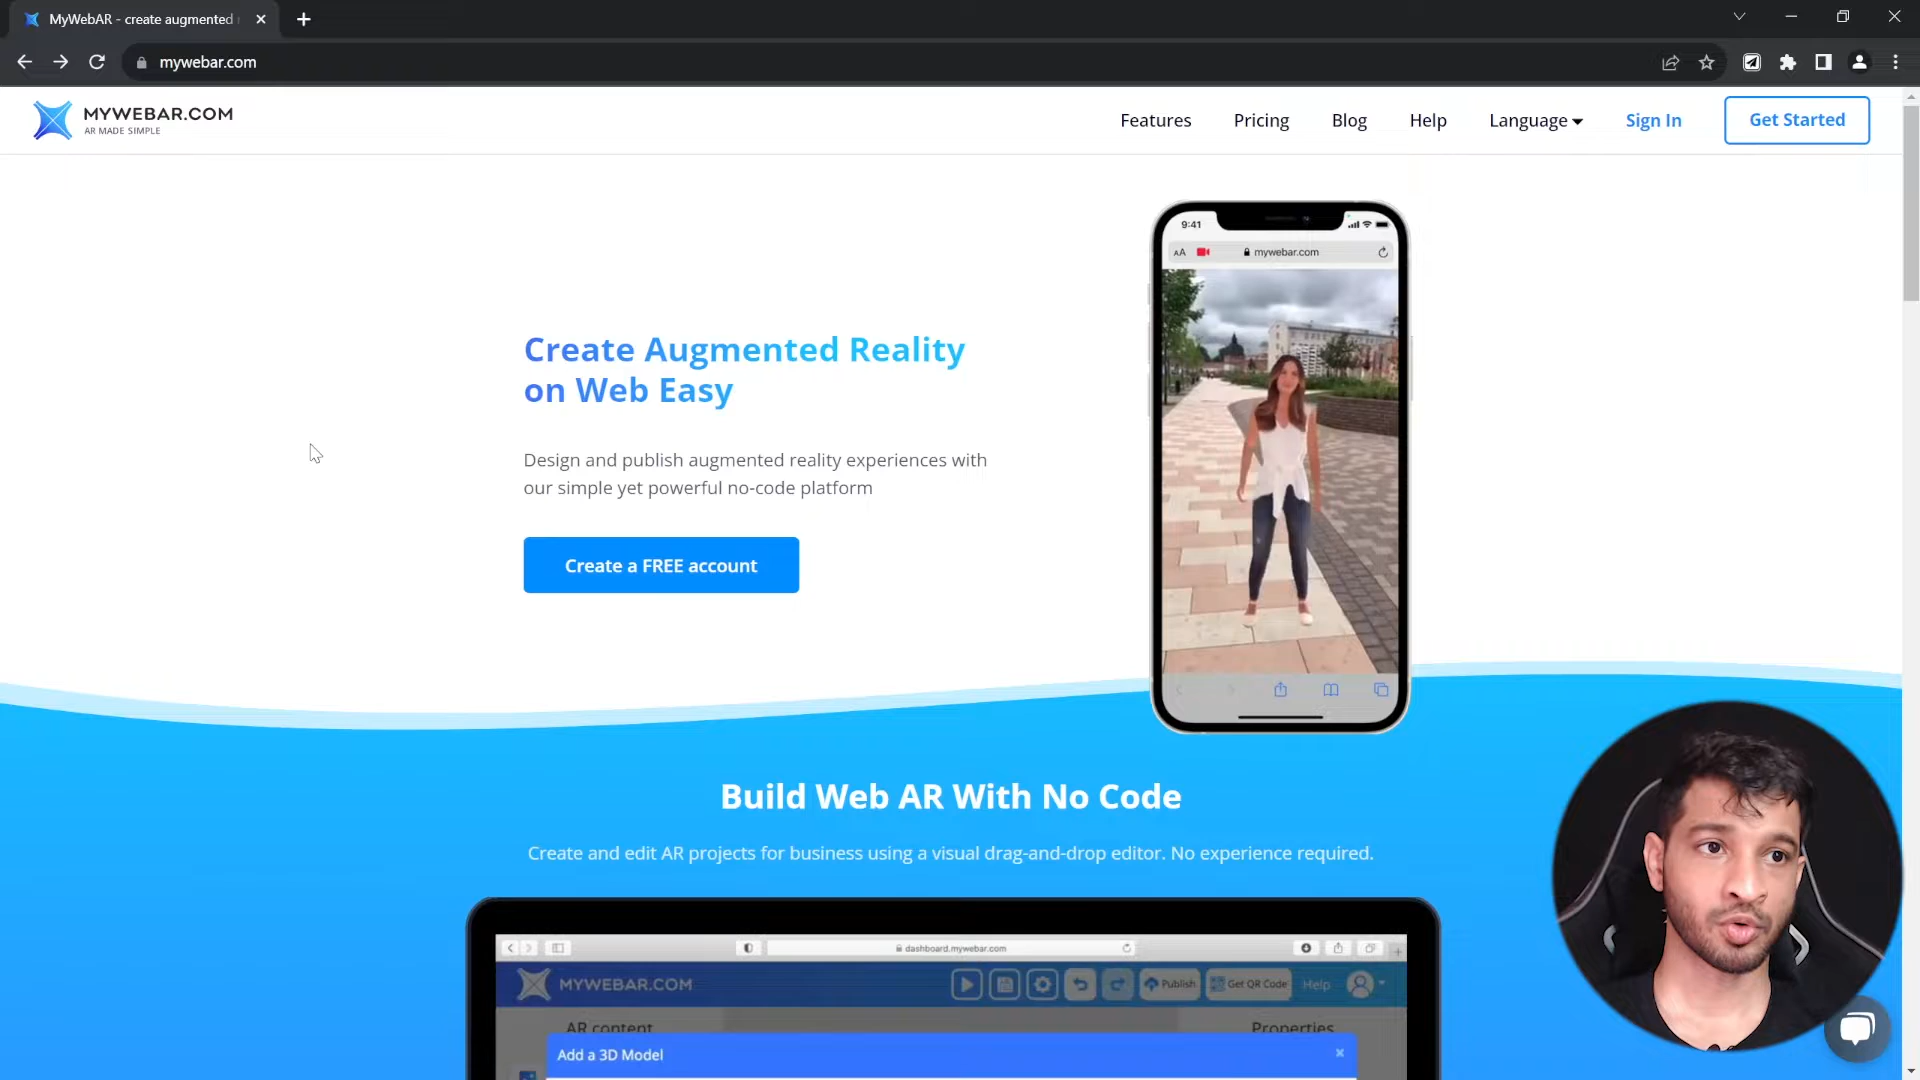 MyWebAR - create augmented
mywebar.com
MYWEBAR.COM
AR MADE SIMPLE
Features
Pricing
Blog
Help
Language
Sign In
Get Started
9:41
AA
mywebar.com
Create Augmented Reality
on Web Easy
Design and publish augmented reality experiences with
our simple yet powerful no-code platform
Create a FREE account
Build Web AR With No Code
Create and edit AR projects for business using a visual drag-and-drop editor. No experience required.
dashboard.mywebar.com
MYWEBAR.COM
Publish
Get QR Code
Help
AR content
Properties
Add a 3D Model